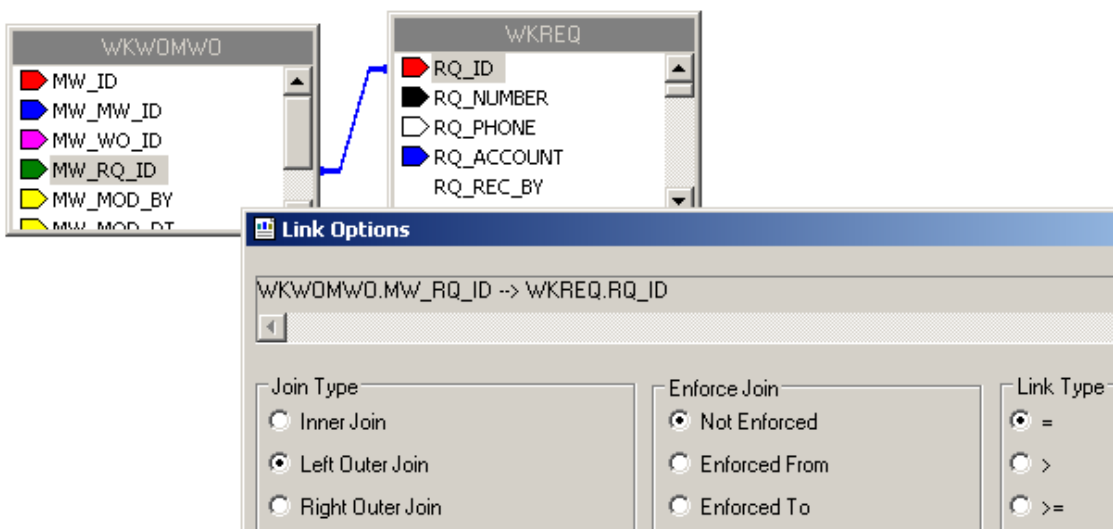 WKWOMWO
MW_ID
MW_MW_ID
MW_WO_ID
MW_RQ_ID
MW_MOD_BY
MW_MOD_DT
WKREQ
RQ_ID
RQ_NUMBER
RQ_PHONE
RQ_ACCOUNT
RQ_REC_BY
Link Options
WKWOMWO.MW_RQ_ID --> WKREQ.RQ_ID
Join Type
Inner Join
Left Outer Join
Right Outer Join
Enforce Join
Not Enforced
Enforced From
Enforced To
Link Type
=
>
>=